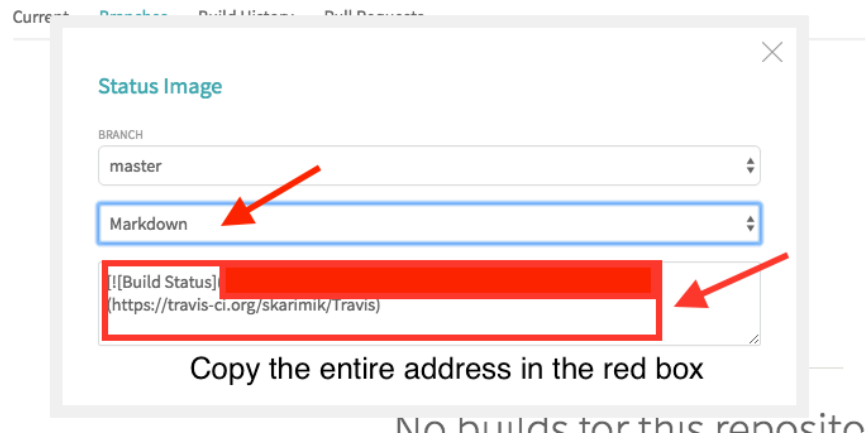 Current Branches Build History Pull Requests
Status Image
BRANCH
master
Markdown
[![Build Status](
(https://travis-ci.org/skarimik/Travis)
Copy the entire address in the red box
No builds for this reposito